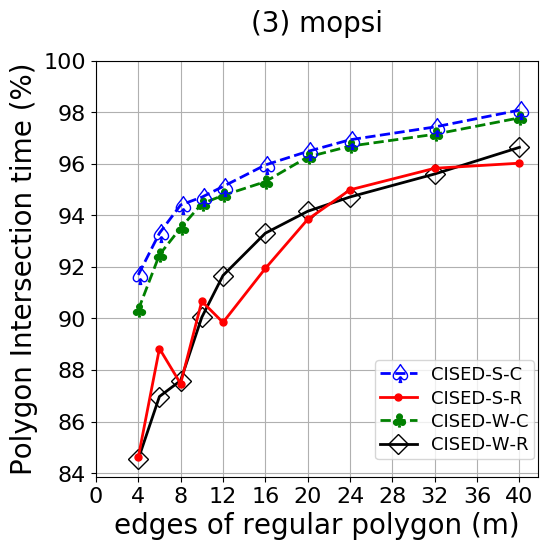 (3) mopsi
Polygon Intersection time (%)
100
98
96
94
92
90
88
86
84
CISED-S-C
CISED-S-R
CISED-W-C
CISED-W-R
0 4 8 12 16 20 24 28 32 36 40
edges of regular polygon (m)